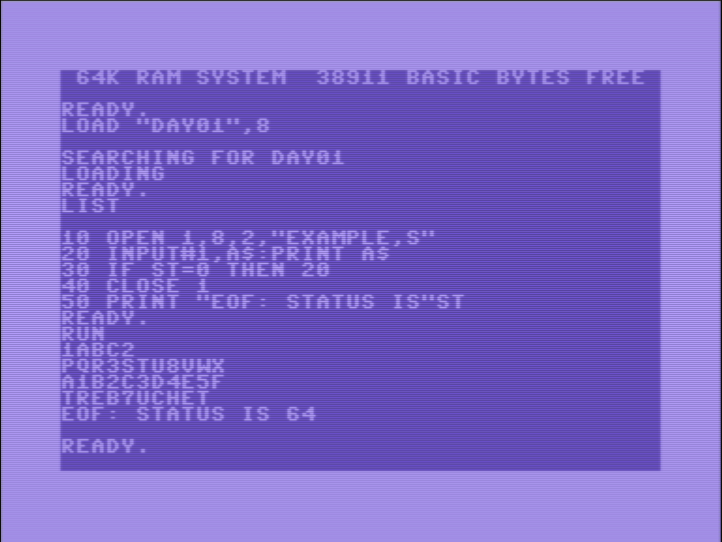 64K RAM SYSTEM  38911 BASIC BYTES FREE
READY.
LOAD "DAY01",8
SEARCHING FOR DAY01
LOADING
READY.
LIST
10 OPEN 1,8,2,"EXAMPLE,S"
20 INPUT#1,A$:PRINT A$
30 IF ST=0 THEN 20
40 CLOSE 1
50 PRINT "EOF: STATUS IS"ST
READY.
RUN
1ABC2
PQR3STU8VWX
A1B2C3D4E5F
TREB7UCHET
EOF: STATUS IS 64
READY.